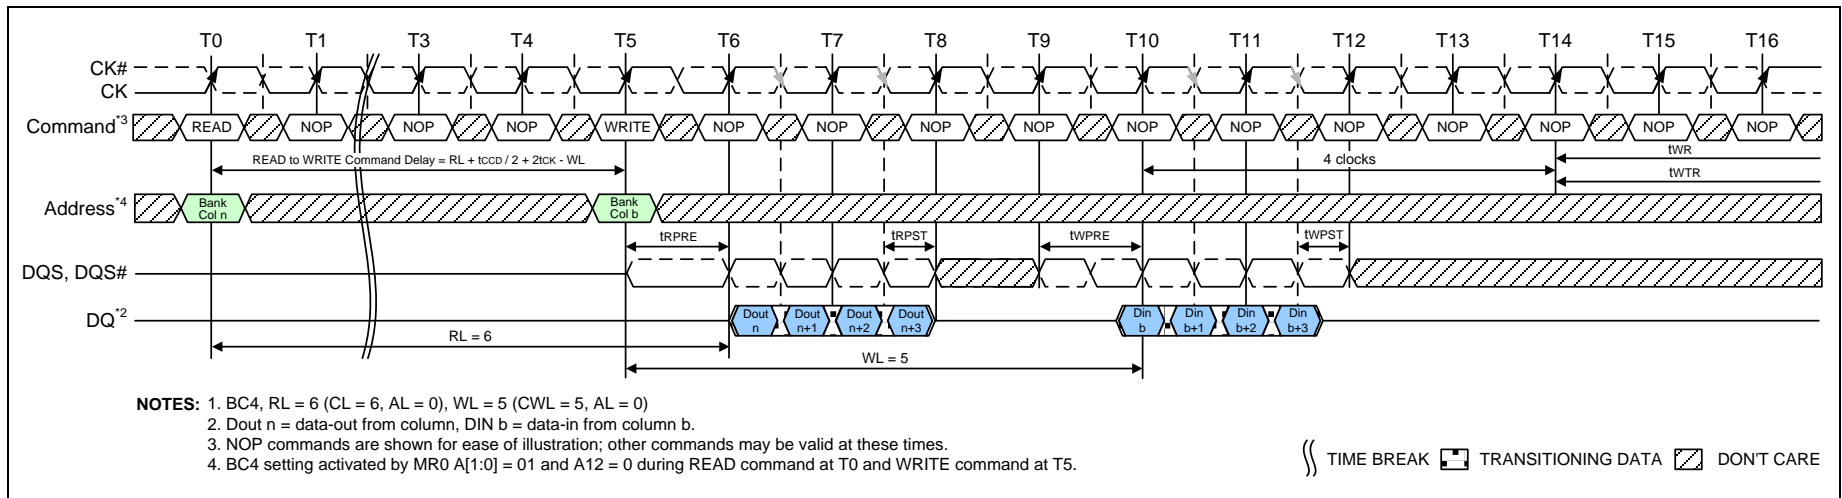 T0 T1 T3 T4 T5 T6 T7 T8 T9 T10 T11 T12 T13 T14 T15 T16
CK#
CK
Command*3 READ NOP NOP NOP WRITE NOP NOP NOP NOP NOP NOP NOP NOP NOP NOP NOP
READ to WRITE Command Delay = RL + tCCD / 2 + 2tCK - WL
4 clocks
tWR
tWTR
Address*4
Bank
Col n
Bank
Col b
tRPRE
tRPST
tWPRE
tWPST
DQS, DQS#
DQ*2
Dout
n
Dout
n+1
Dout
n+2
Dout
n+3
Din
b
Din
b+1
Din
b+2
Din
b+3
RL = 6
WL = 5
NOTES: 1. BC4, RL = 6 (CL = 6, AL = 0), WL = 5 (CWL = 5, AL = 0)
2. Dout n = data-out from column, DIN b = data-in from column b.
3. NOP commands are shown for ease of illustration; other commands may be valid at these times.
4. BC4 setting activated by MR0 A[1:0] = 01 and A12 = 0 during READ command at T0 and WRITE command at T5.
TIME BREAK TRANSITIONING DATA DON'T CARE